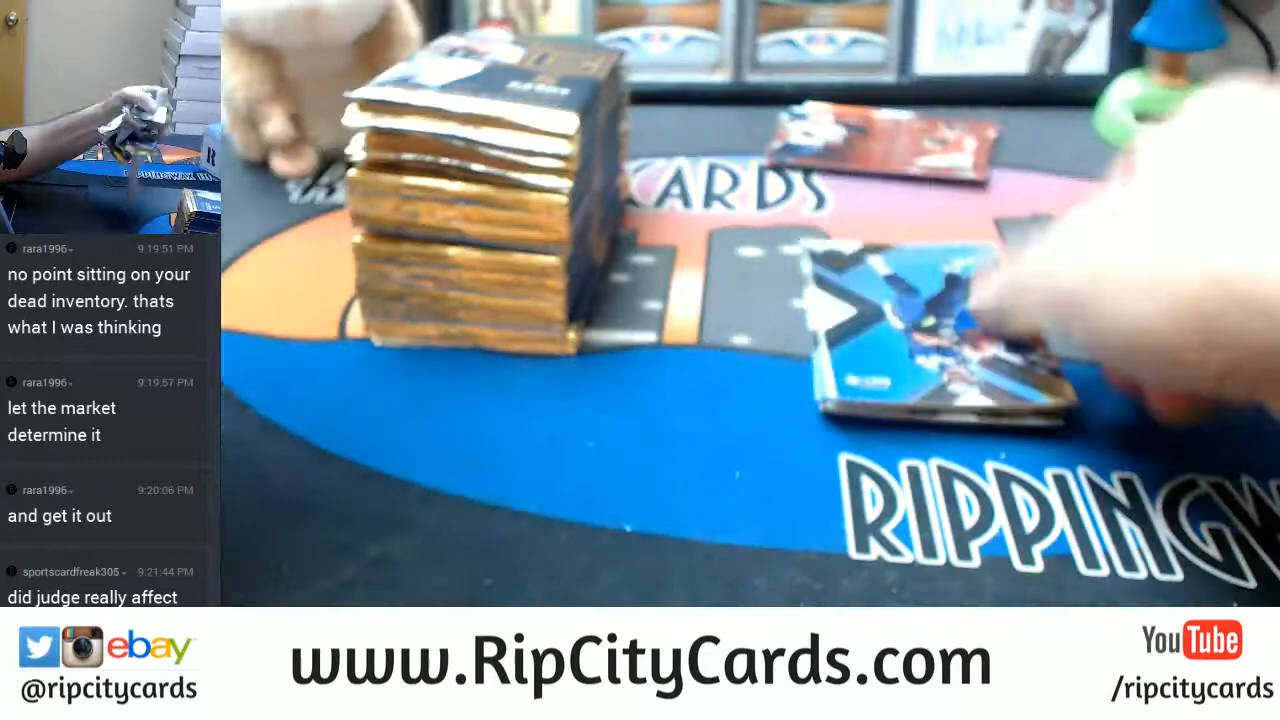 rara1996 9:19:51 PM
no point sitting on your
dead inventory. thats
what I was thinking
rara1996 9:19:57 PM
let the market
determine it
rara1996 9:20:06 PM
and get it out
sportscardfreak305 9:21:44 PM
did judge really affect
CARDS
RIPPINGW
ebay
@ripcitycards
www.RipCityCards.com
YouTube
/ripcitycards